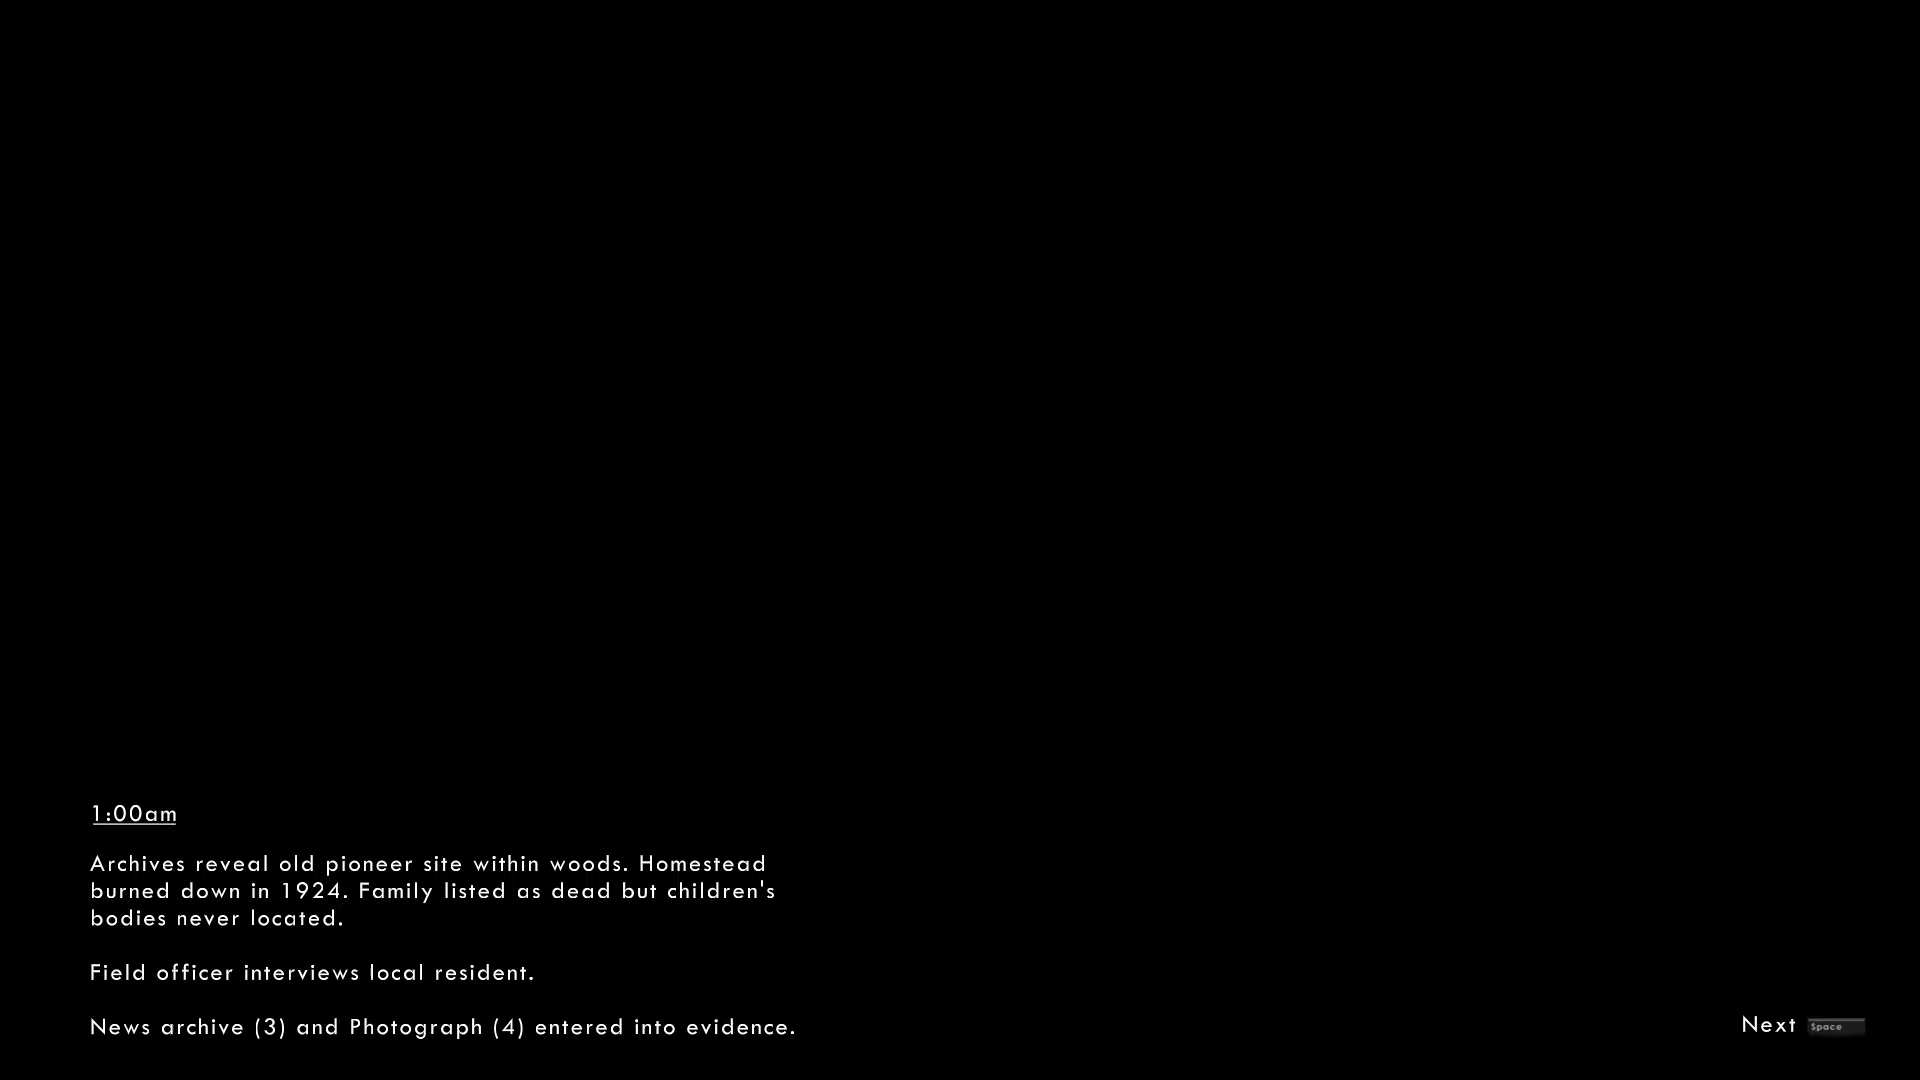 1:00am
Archives reveal old pioneer site within woods. Homestead
burned down in 1924. Family listed as dead but children's
bodies never located.
Field officer interviews local resident.
News archive (3) and Photograph (4) entered into evidence.
Next Space